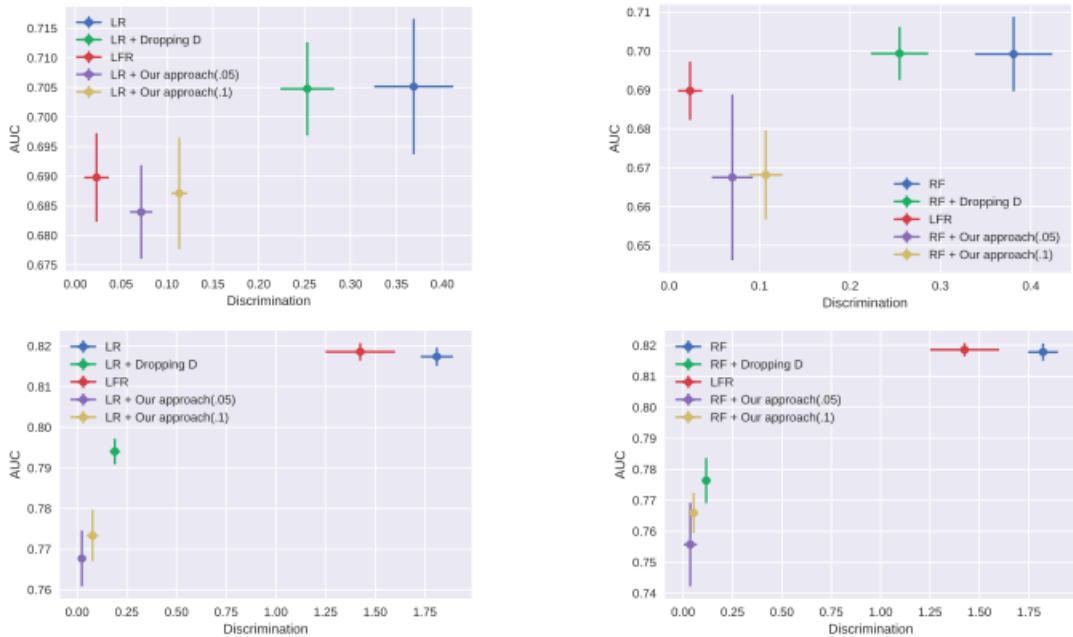 0.715
0.710
0.705
0.700
0.695
0.690
0.685
0.680
0.675
AUC
LR
LR + Dropping D
LFR
LR + Our approach(.05)
LR + Our approach(.1)
0.00 0.05 0.10 0.15 0.20 0.25 0.30 0.35 0.40
Discrimination
0.71
0.70
0.69
0.68
0.67
0.66
0.65
AUC
RF
RF + Dropping D
LFR
RF + Our approach(.05)
RF + Our approach(.1)
0.0 0.1 0.2 0.3 0.4
Discrimination
0.82
0.81
0.80
0.79
0.78
0.77
0.76
AUC
LR
LR + Dropping D
LFR
LR + Our approach(.05)
LR + Our approach(.1)
0.00 0.25 0.50 0.75 1.00 1.25 1.50 1.75
Discrimination
0.82
0.81
0.80
0.79
0.78
0.77
0.76
0.75
0.74
AUC
RF
RF + Dropping D
LFR
RF + Our approach(.05)
RF + Our approach(.1)
0.00 0.25 0.50 0.75 1.00 1.25 1.50 1.75
Discrimination